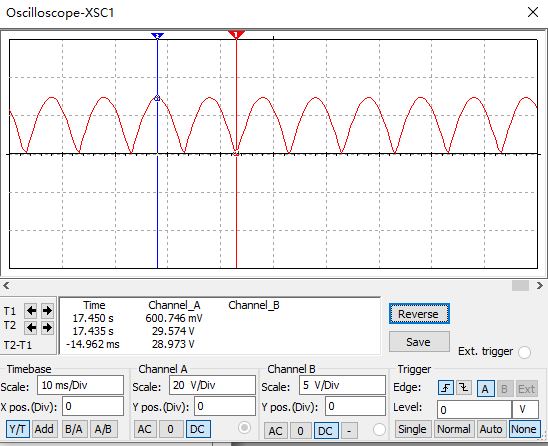 Oscilloscope-XSC1
2 1
T1 Time Channel_A Channel_B Reverse
T2 17.450 s 600.746 mV
17.435 s 29.574 V
T2-T1 -14.962 ms 28.973 V Save Ext. trigger
Timebase Channel A Channel B Trigger
Scale: 10 ms/Div Scale: 20 V/Div Scale: 5 V/Div Edge: A B Ext
X pos.(Div): 0 Y pos.(Div): 0 Y pos.(Div): 0 Level: 0 V
Y/T Add B/A A/B AC 0 DC AC 0 DC - Single Normal Auto None